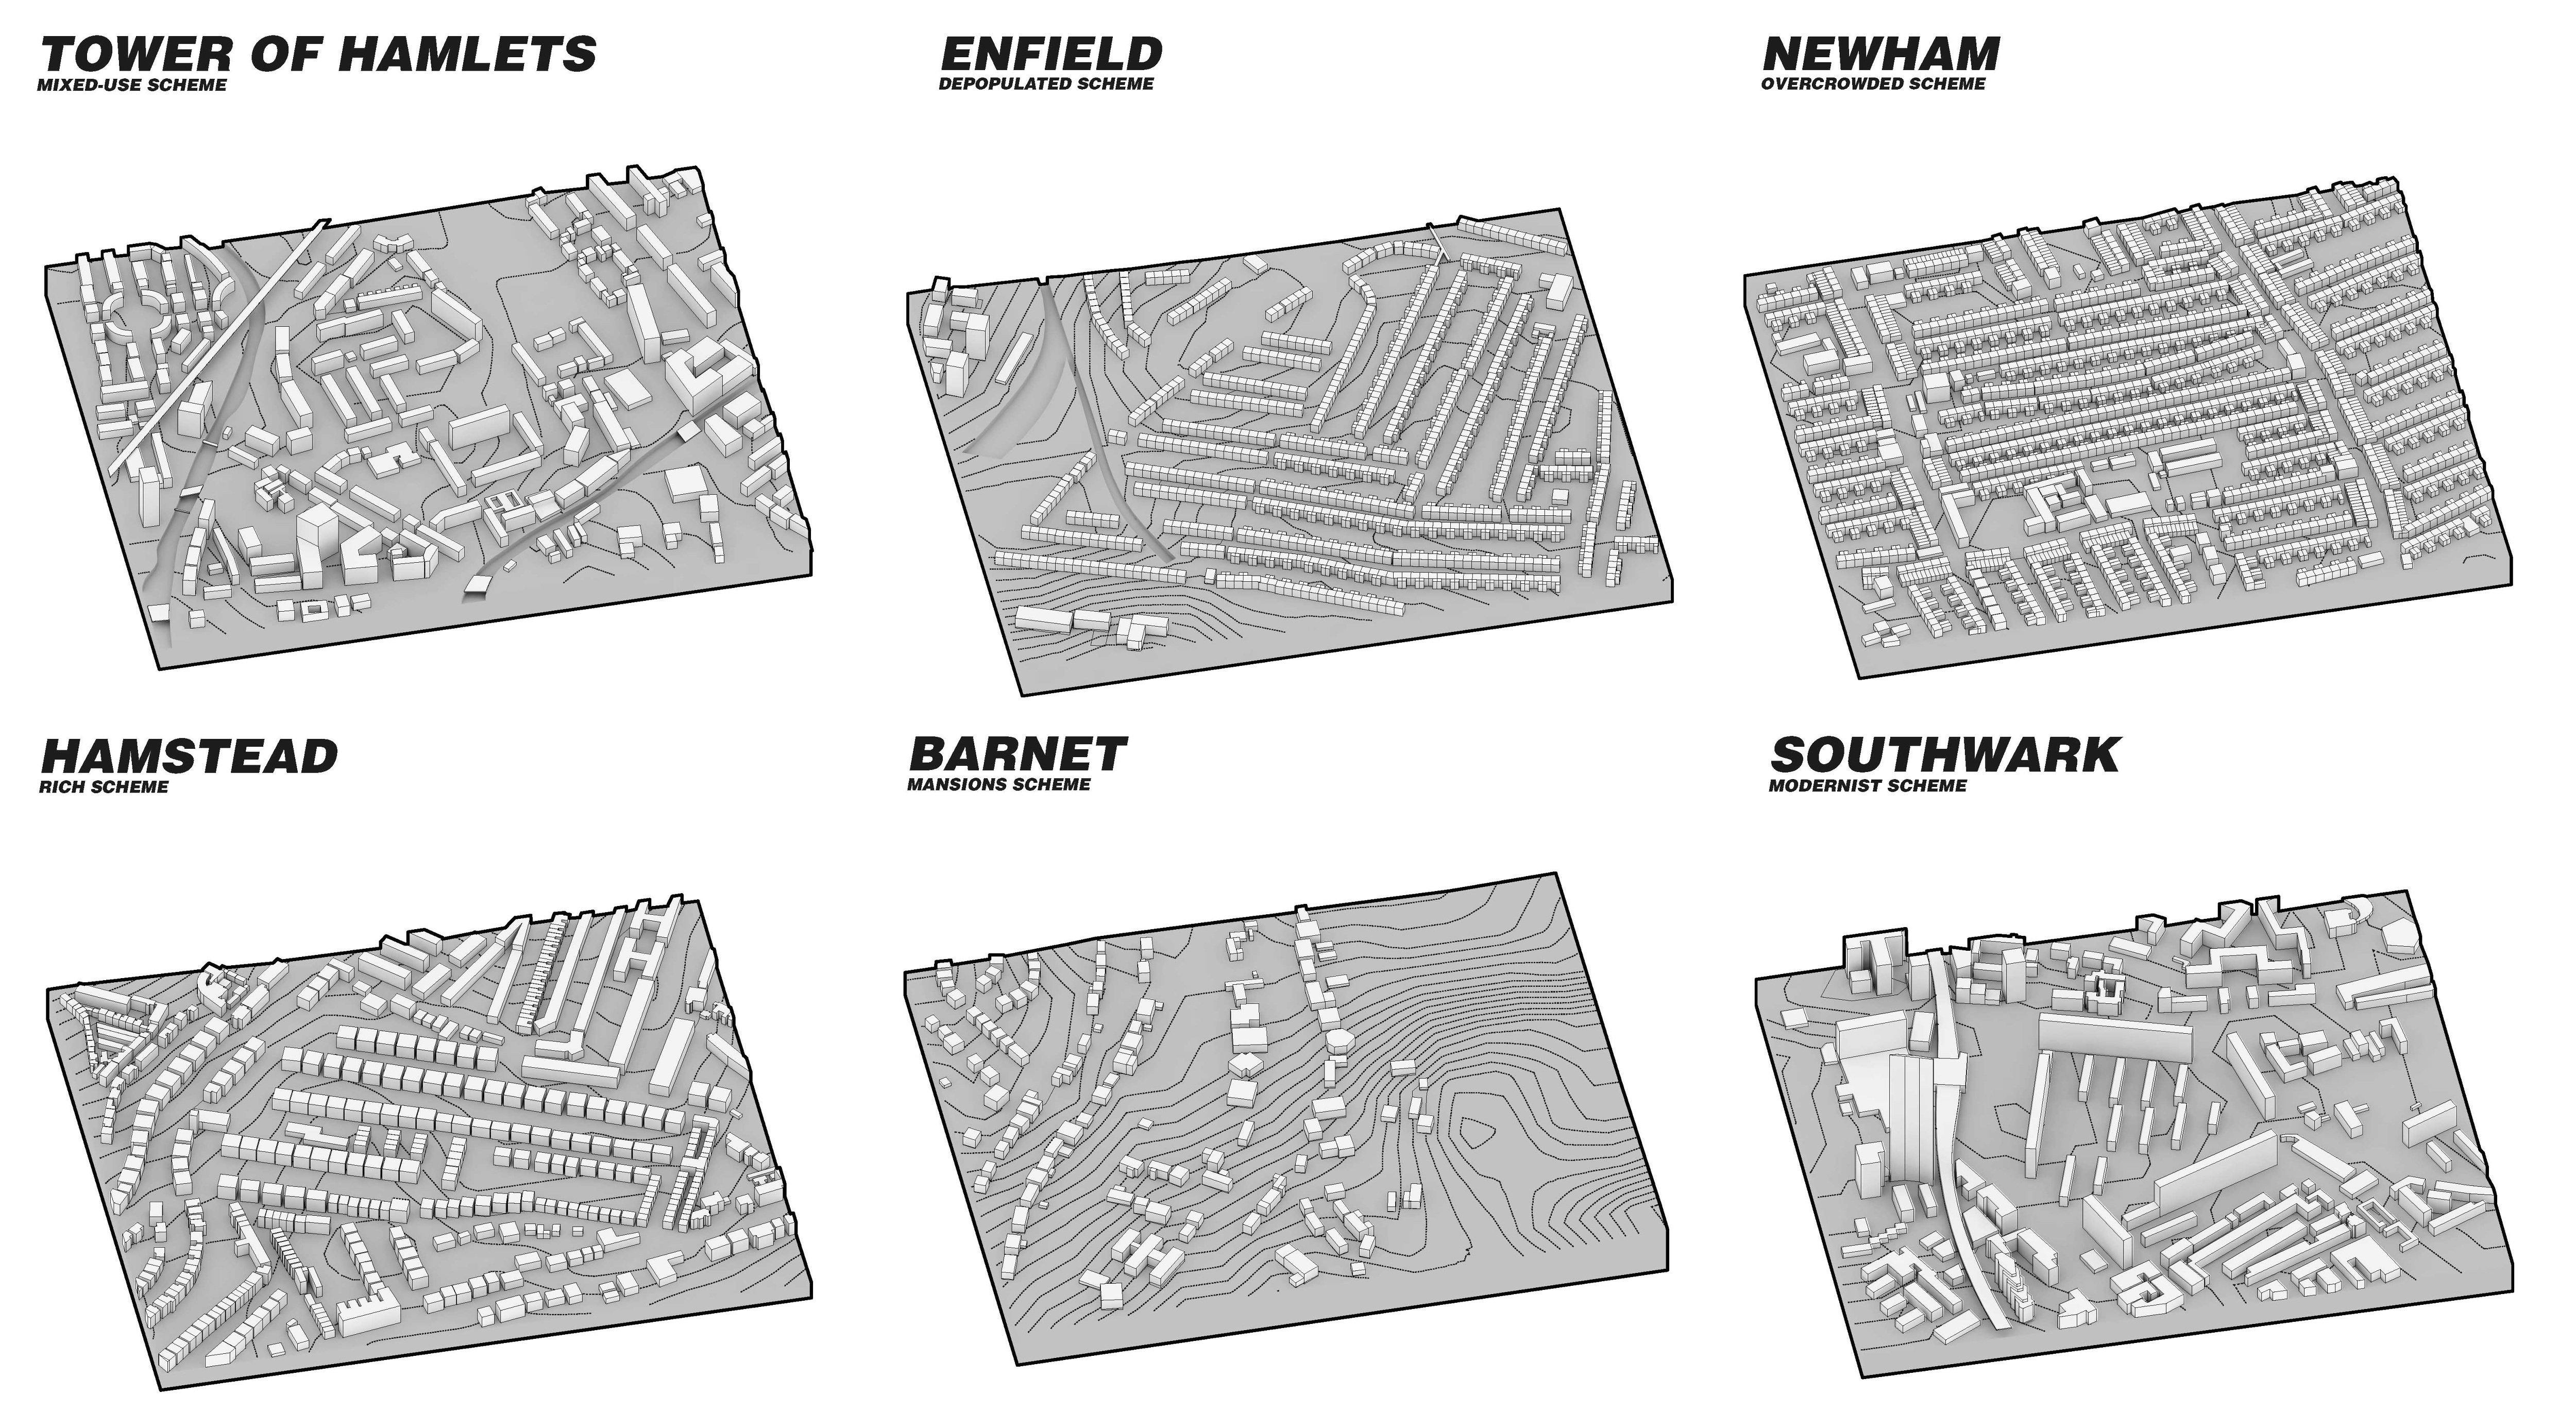 TOWER OF HAMLETS
MIXED-USE SCHEME
ENFIELD
DEPOPULATED SCHEME
NEWHAM
OVERCROWDED SCHEME
HAMSTEAD
RICH SCHEME
BARNET
MANSIONS SCHEME
SOUTHWARK
MODERNIST SCHEME